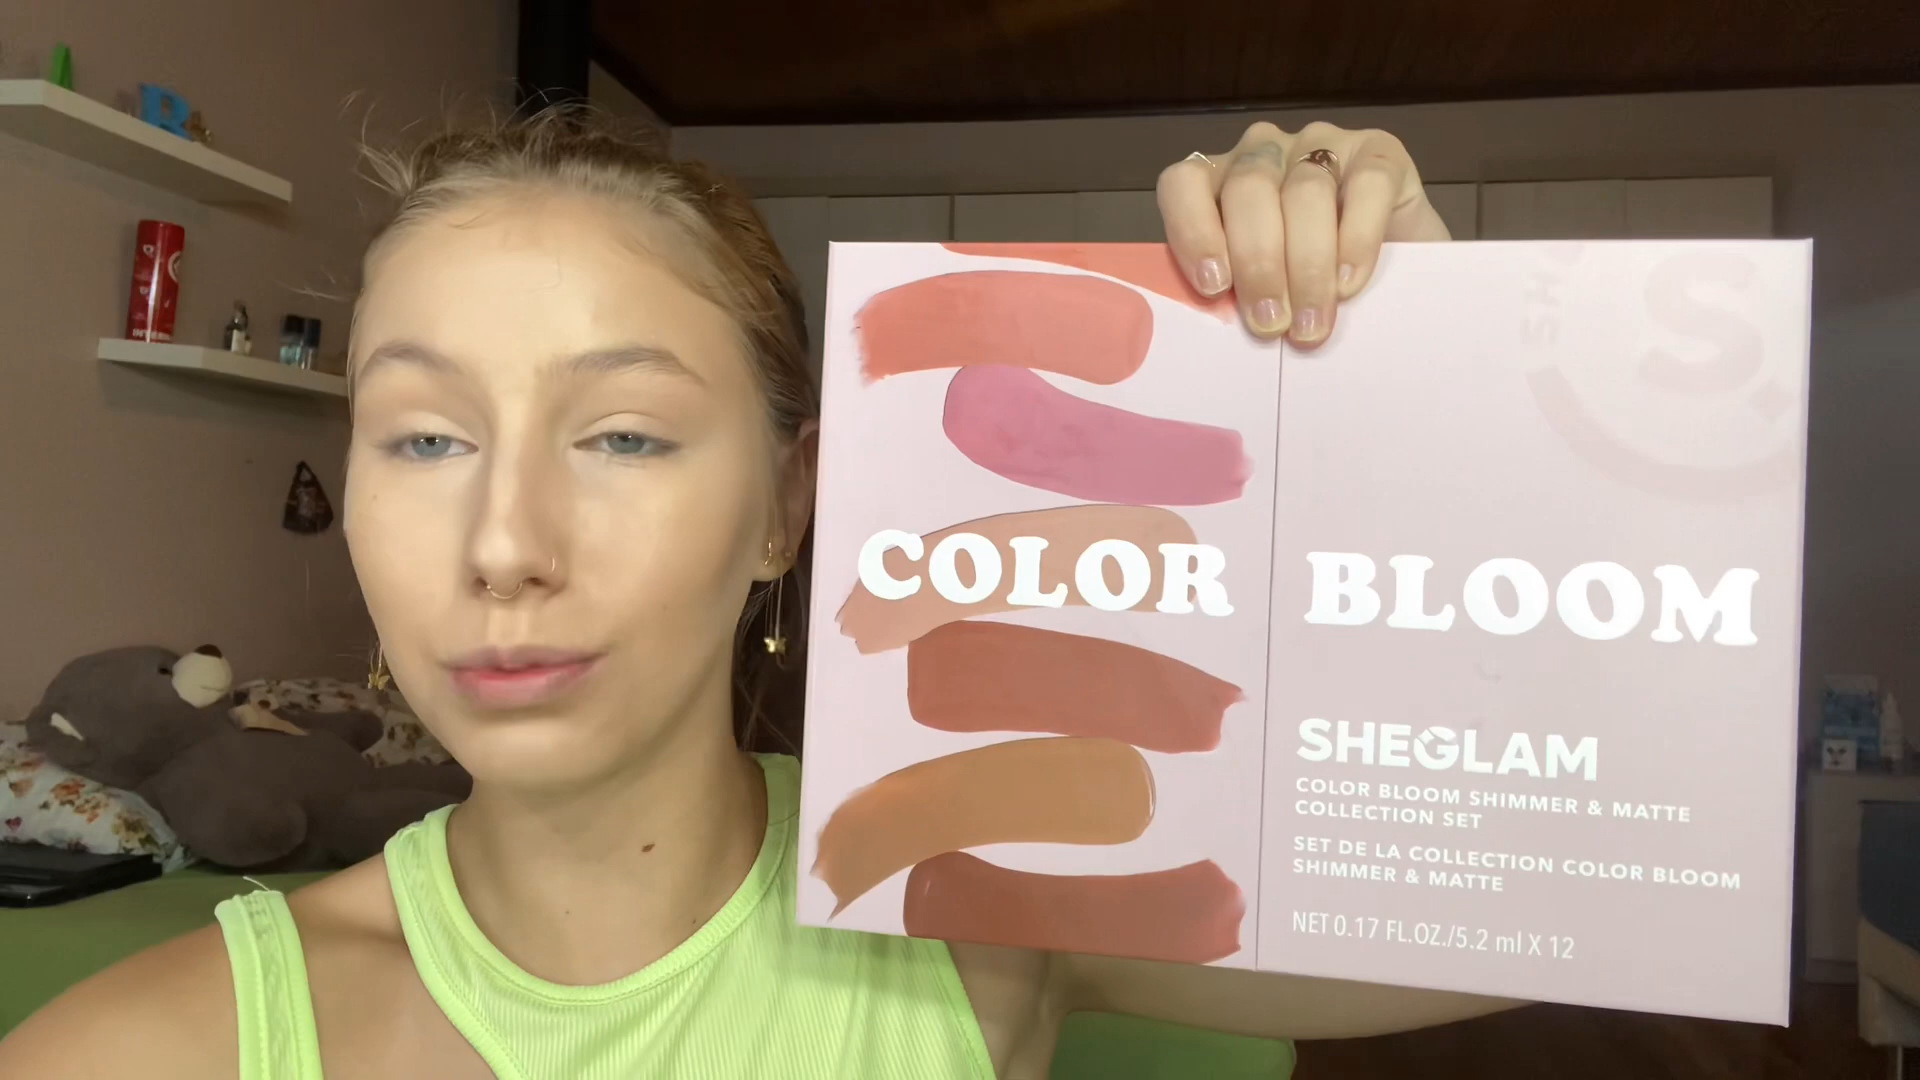 B
SH
S
COLOR BLOOM
SHEGLAM
COLOR BLOOM SHIMMER & MATTE
COLLECTION SET
SET DE LA COLLECTION COLOR BLOOM
SHIMMER & MATTE
NET 0.17 FL.OZ./5.2 ml X 12